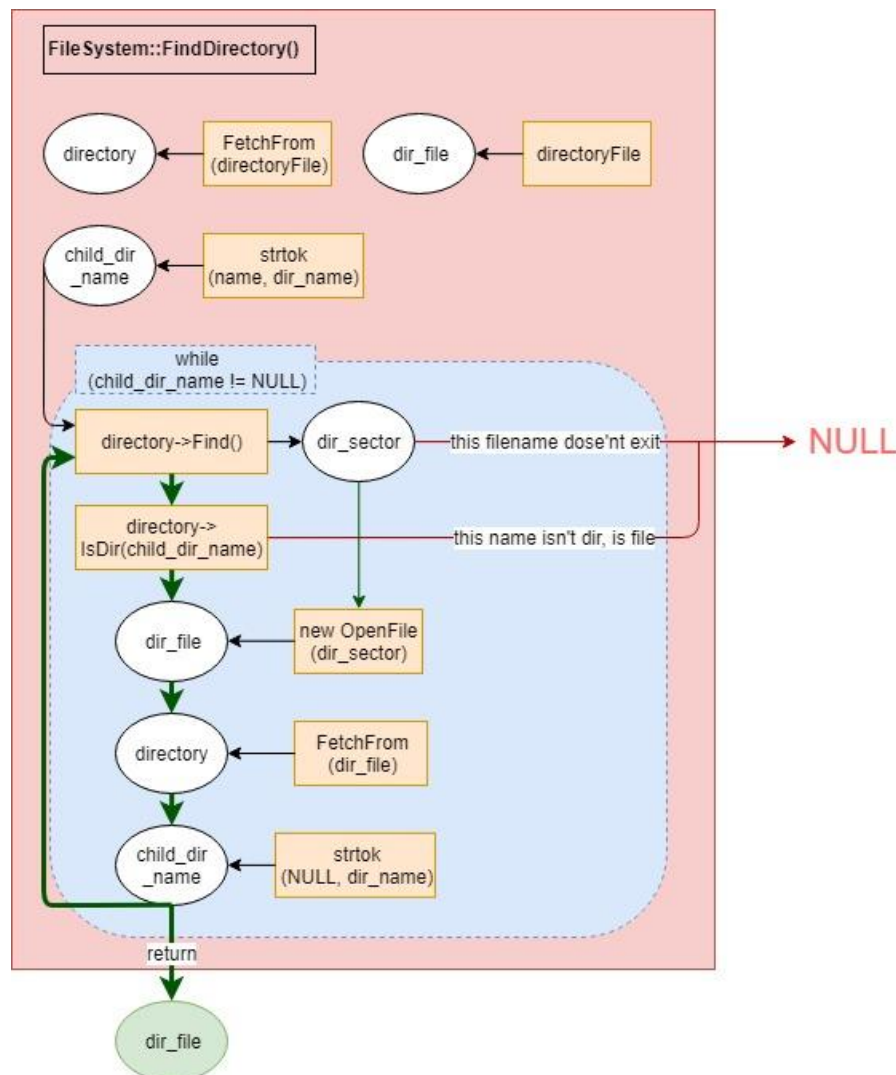 FileSystem::FindDirectory()
directory
FetchFrom
(directoryFile)
dir_file
directoryFile
child_dir
_name
strtok
(name, dir_name)
while
(child_dir_name != NULL)
directory->Find()
dir_sector
this filename dose'nt exit
NULL
directory->
IsDir(child_dir_name)
this name isn't dir, is file
dir_file
new OpenFile
(dir_sector)
directory
FetchFrom
(dir_file)
child_dir
_name
strtok
(NULL, dir_name)
return
dir_file